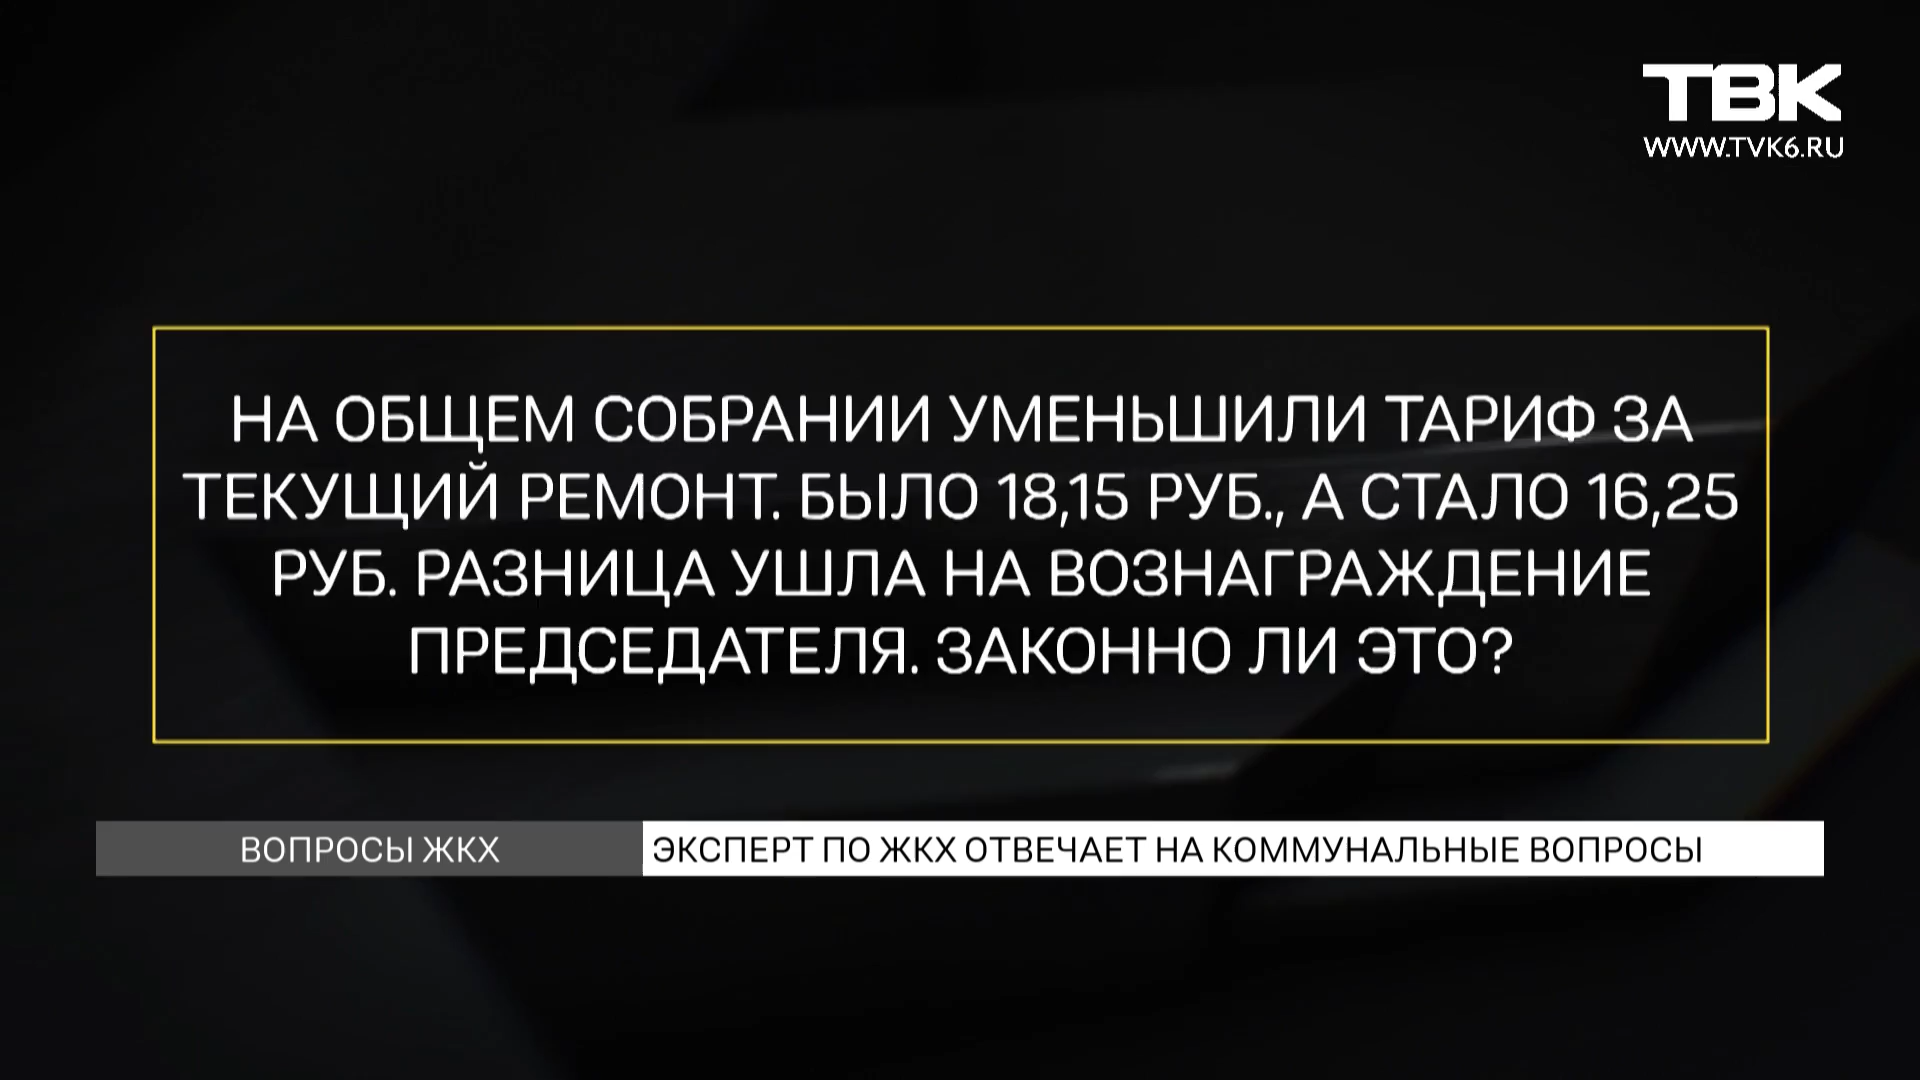 ТВК
WWW.TVK6.RU
НА ОБЩЕМ СОБРАНИИ УМЕНЬШИЛИ ТАРИФ ЗА
ТЕКУЩИЙ РЕМОНТ. БЫЛО 18,15 РУБ., А СТАЛО 16,25
РУБ. РАЗНИЦА УШЛА НА ВОЗНАГРАЖДЕНИЕ
ПРЕДСЕДАТЕЛЯ. ЗАКОННО ЛИ ЭТО?
ВОПРОСЫ ЖКХ
ЭКСПЕРТ ПО ЖКХ ОТВЕЧАЕТ НА КОММУНАЛЬНЫЕ ВОПРОСЫ